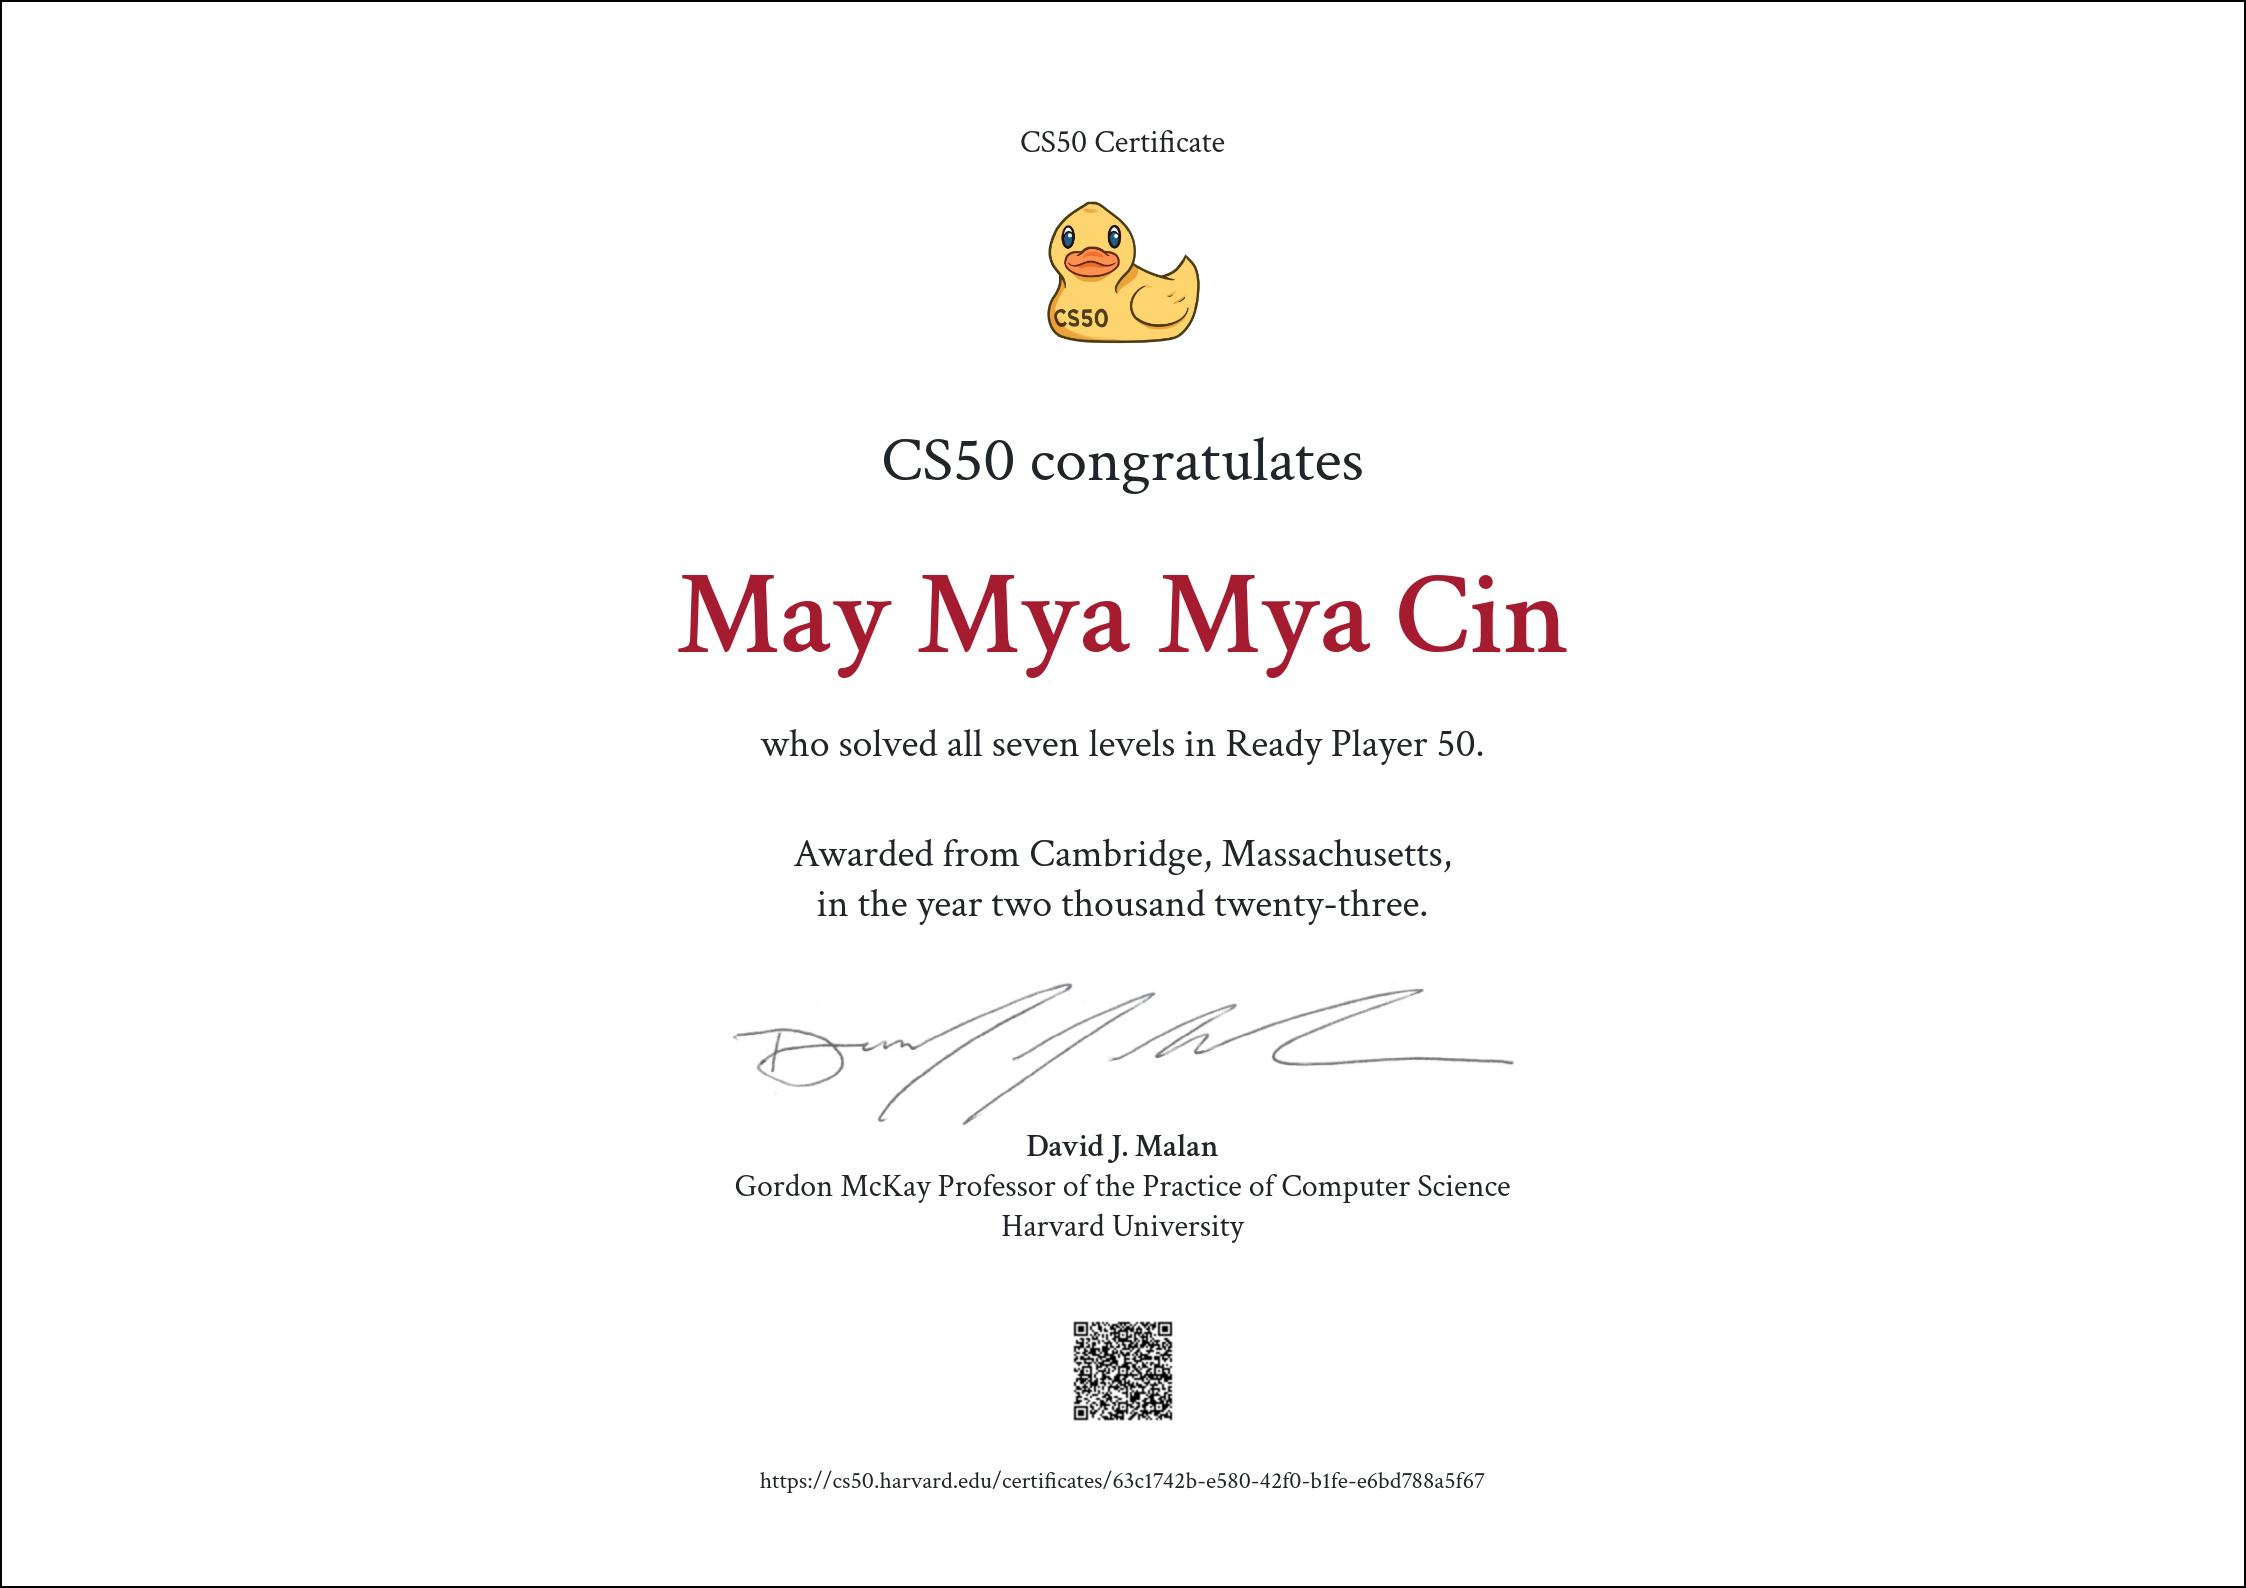 CS50 Certificate
CS50
CS50 congratulates
May Mya Mya Cin
who solved all seven levels in Ready Player 50.
Awarded from Cambridge, Massachusetts,
in the year two thousand twenty-three.
David J. Malan
Gordon McKay Professor of the Practice of Computer Science
Harvard University
https://cs50.harvard.edu/certificates/63c1742b-e580-42f0-b1fe-e6bd788a5f67